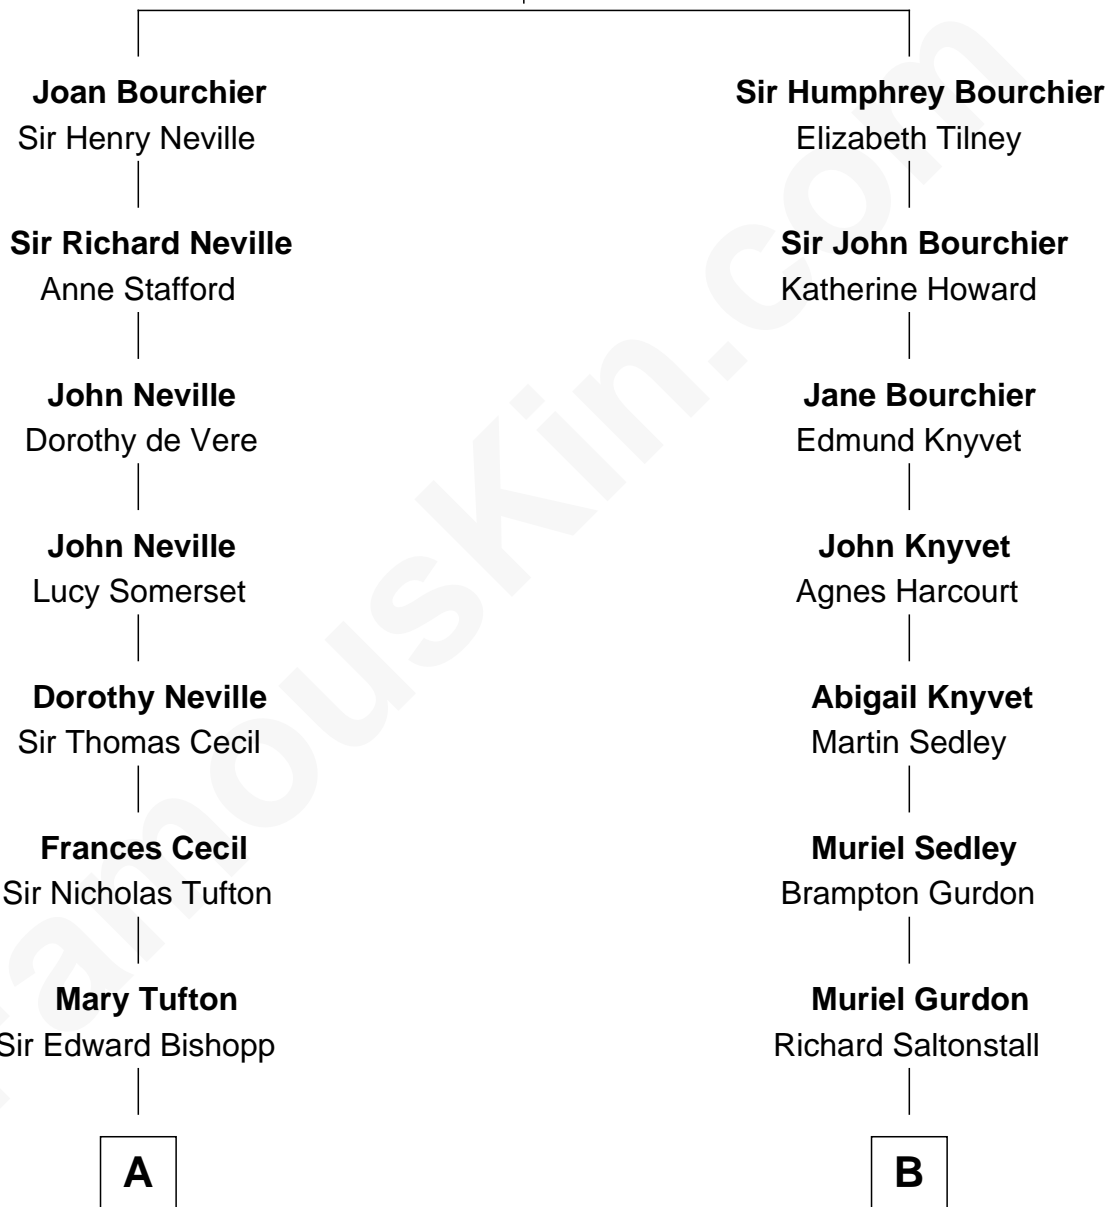 Joan Bourchier
Sir Henry Neville
Sir Richard Neville
Anne Stafford
John Neville
Dorothy de Vere
John Neville
Lucy Somerset
Dorothy Neville
Sir Thomas Cecil
Frances Cecil
Sir Nicholas Tufton
Mary Tufton
Sir Edward Bishopp
A
Sir Humphrey Bourchier
Elizabeth Tilney
Sir John Bourchier
Katherine Howard
Jane Bourchier
Edmund Knyvet
John Knyvet
Agnes Harcourt
Abigail Knyvet
Martin Sedley
Muriel Sedley
Brampton Gurdon
Muriel Gurdon
Richard Saltonstall
B
FamousKin.com